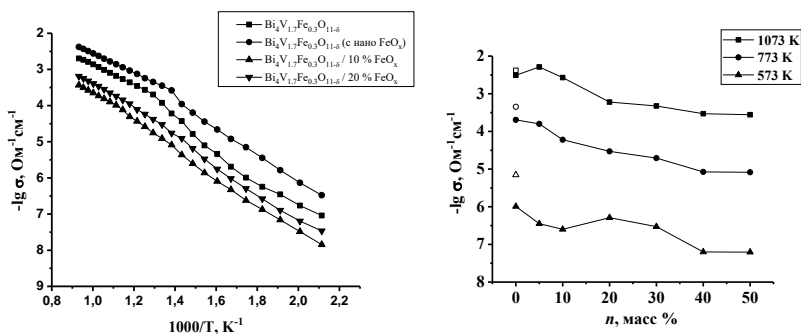 Bi₄V₁.₇Fe₀.₃O₁₁₋δ
Bi₄V₁.₇Fe₀.₃O₁₁₋δ (с нано FeOₓ)
Bi₄V₁.₇Fe₀.₃O₁₁₋δ / 10 % FeOₓ
Bi₄V₁.₇Fe₀.₃O₁₁₋δ / 20 % FeOₓ
-lg σ, Ом⁻¹см⁻¹
2
3
4
5
6
7
8
9
0,8 1,0 1,2 1,4 1,6 1,8 2,0 2,2
1000/T, K⁻¹
1073 K
773 K
573 K
-lg σ, Ом⁻¹см⁻¹
2
3
4
5
6
7
8
0 10 20 30 40 50
n, масс %